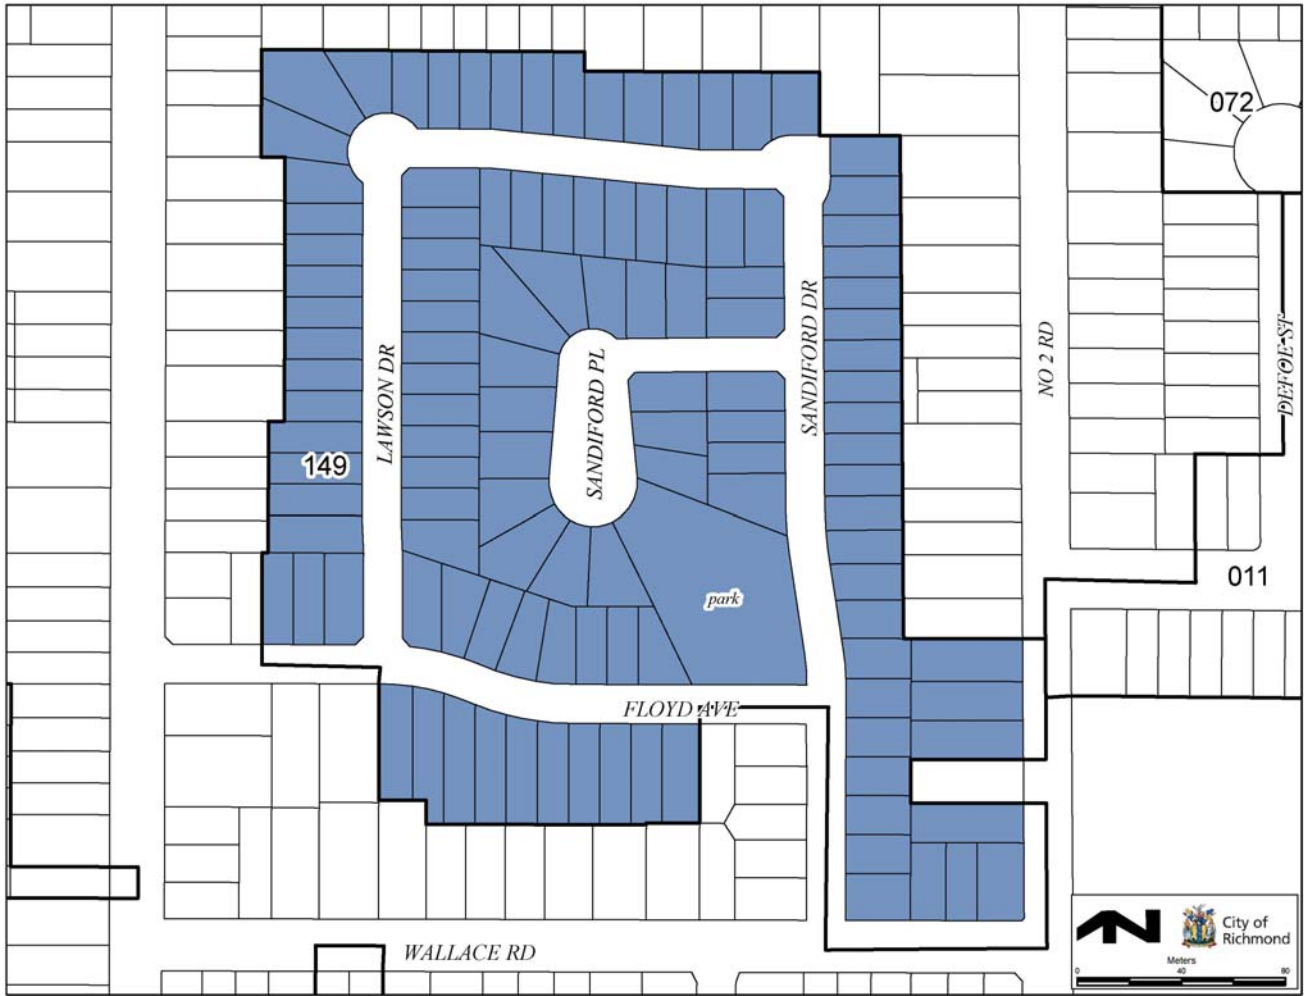 072
LAWSON DR
SANDIFORD PL
SANDIFORD DR
NO 2 RD
DEFOE ST
149
011
park
FLOYD AVE
WALLACE RD
City of
Richmond
Meters
0 40 80